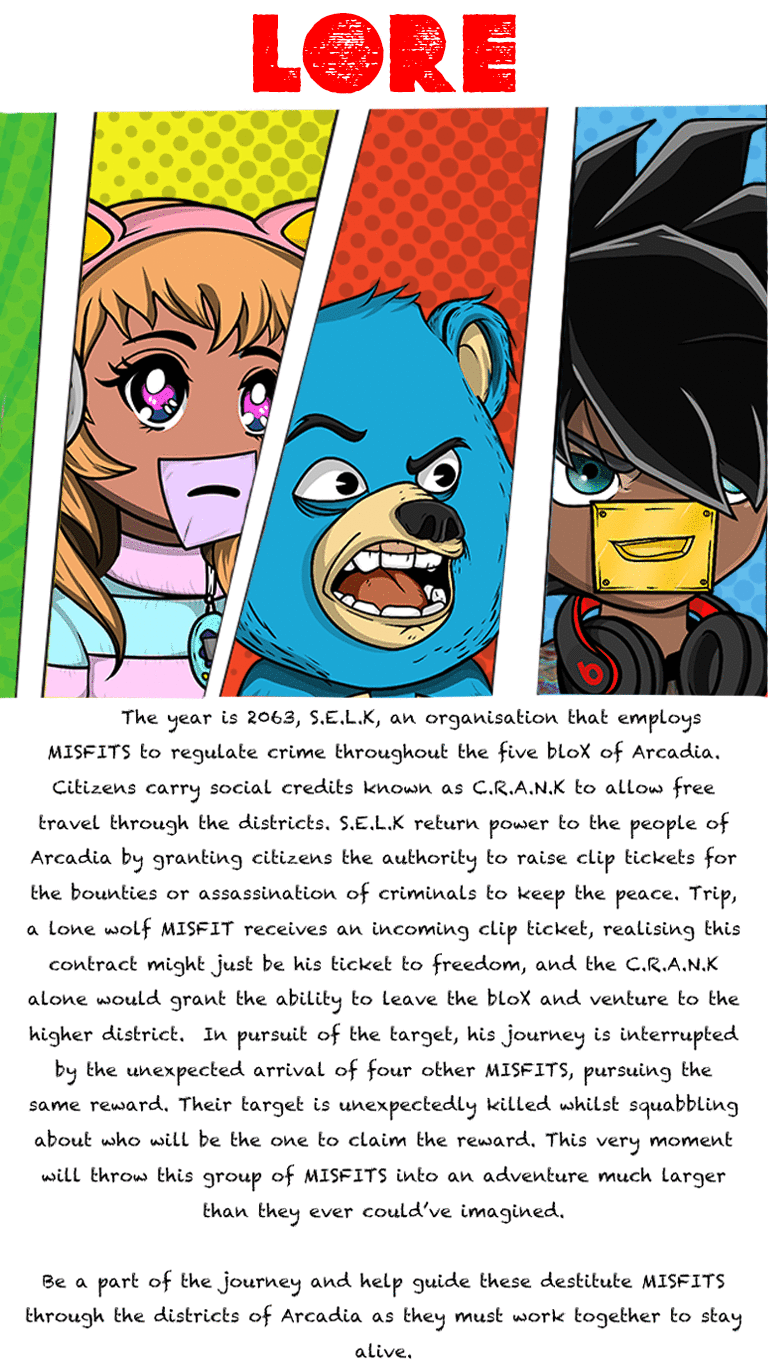 LORE
b
The year is 2063, S.E.L.K, an organisation that employs
MISFITS to regulate crime throughout the five bloX of Arcadia.
Citizens carry social credits known as C.R.A.N.K to allow free
travel through the districts. S.E.L.K return power to the people of
Arcadia by granting citizens the authority to raise clip tickets for
the bounties or assassination of criminals to keep the peace. Trip,
a lone wolf MISFIT receives an incoming clip ticket, realising this
contract might just be his ticket to freedom, and the C.R.A.N.K
alone would grant the ability to leave the bloX and venture to the
higher district. In pursuit of the target, his journey is interrupted
by the unexpected arrival of four other MISFITS, pursuing the
same reward. Their target is unexpectedly killed whilst squabbling
about who will be the one to claim the reward. This very moment
will throw this group of MISFITS into an adventure much larger
than they ever could've imagined.
Be a part of the journey and help guide these destitute MISFITS
through the districts of Arcadia as they must work together to stay
alive.